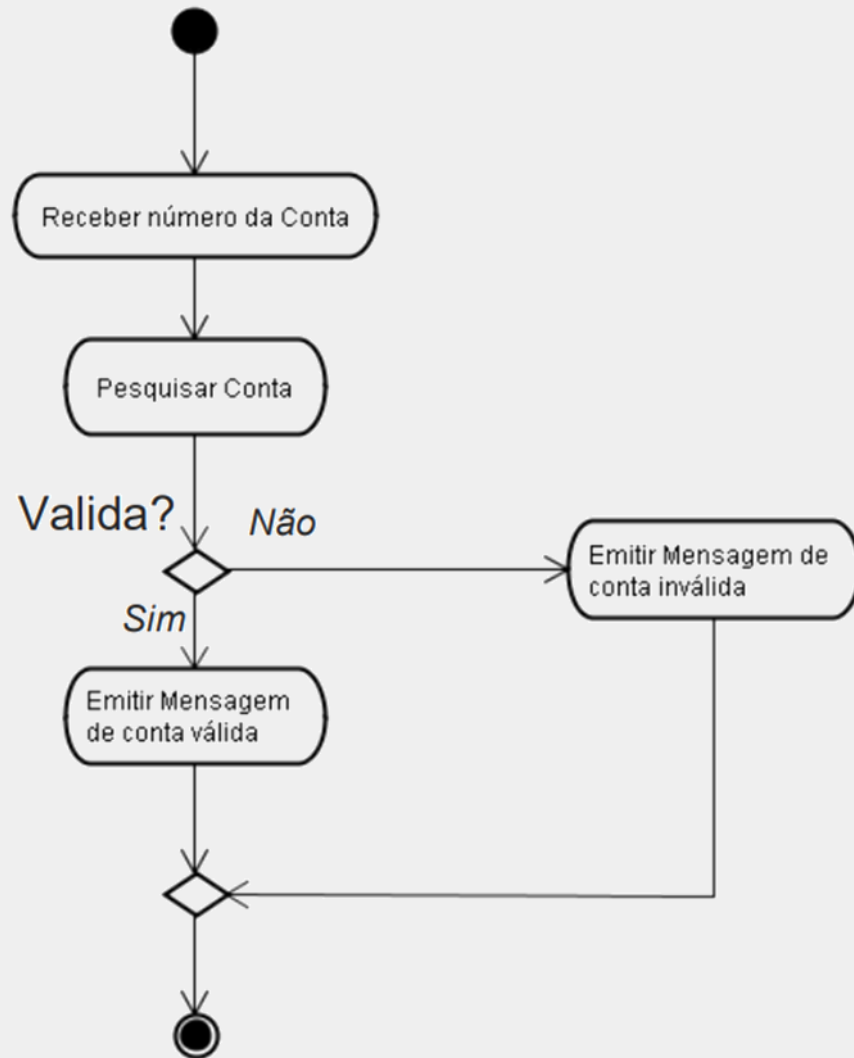 Receber número da Conta
Pesquisar Conta
Valida?
Não
Emitir Mensagem de
conta inválida
Sim
Emitir Mensagem
de conta válida